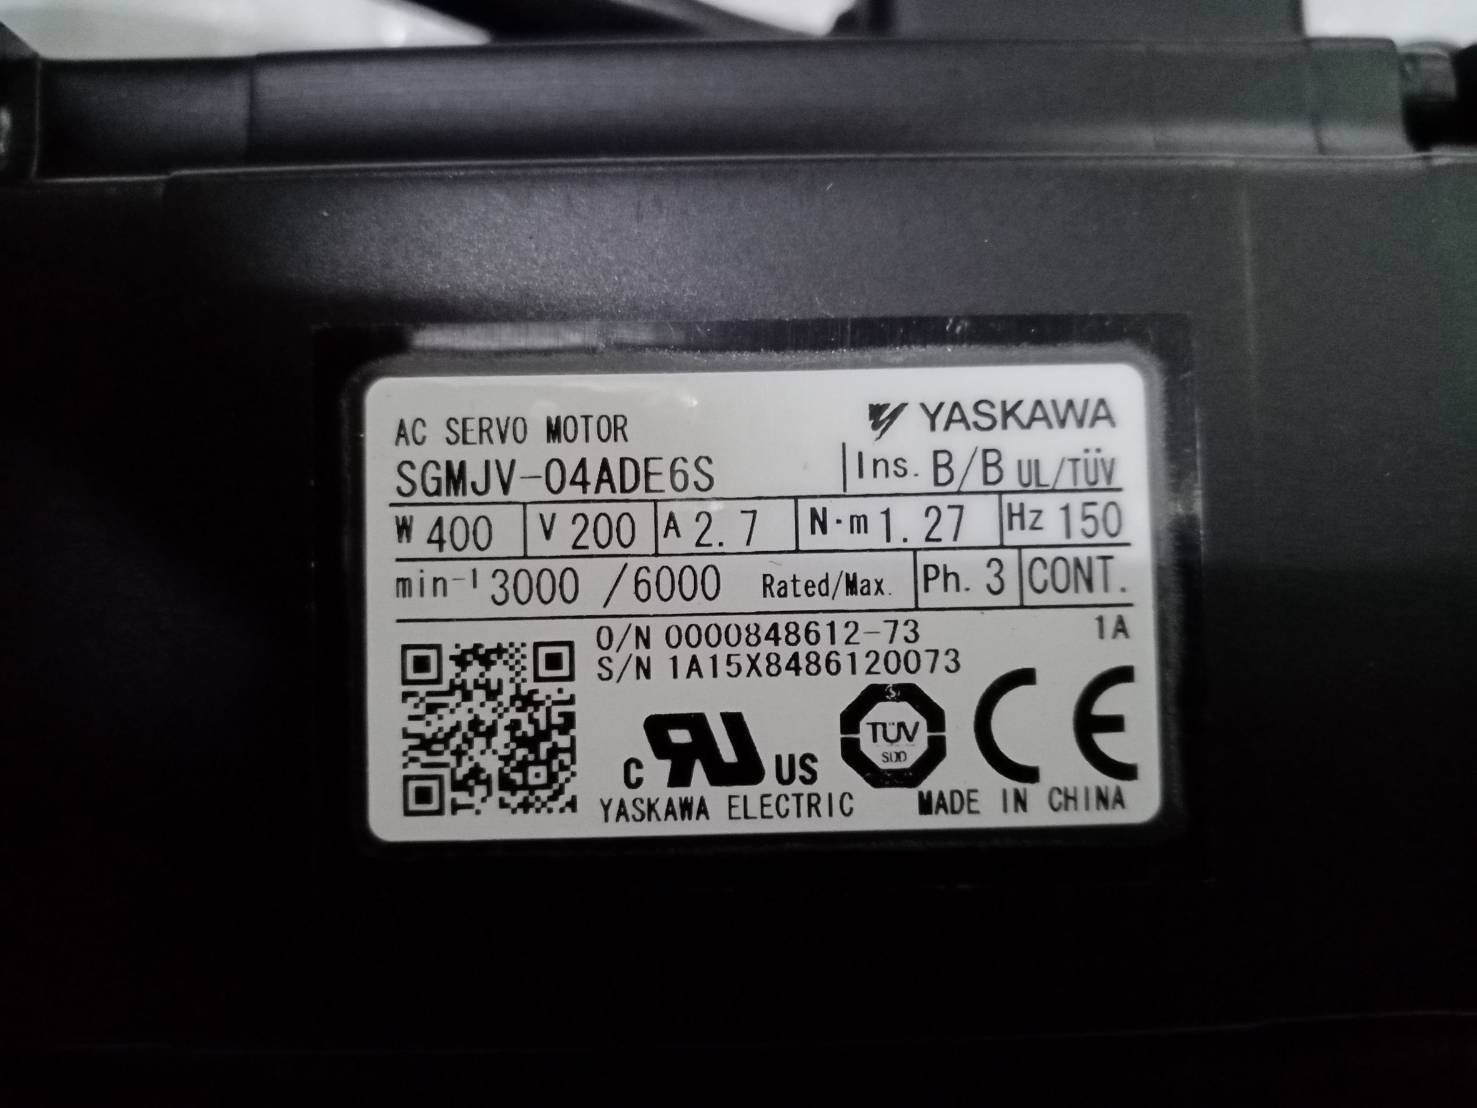 AC SERVO MOTOR YASKAWA
SGMJV-04ADE6S Ins. B/B UL/TÜV
W 400 V 200 A 2.7 N·m 1.27 Hz 150
min⁻¹ 3000 /6000 Rated/Max. Ph. 3 CONT.
O/N 0000848612-73 1A
S/N 1A15X8486120073
C RU US TÜV SÜD CE
YASKAWA ELECTRIC MADE IN CHINA